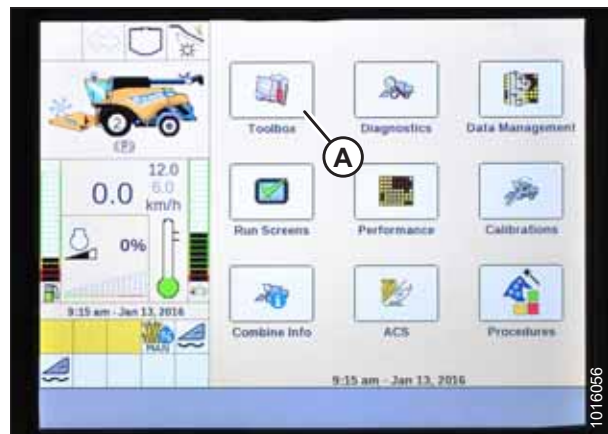 2
(P)
12.0
0.0
6.0
km/h
0%
9:15 am - Jan 13, 2016
MAN
Toolbox
Diagnostics
Data Management
A
Run Screens
Performance
Calibrations
Combine Info
ACS
Procedures
9:15 am - Jan 13, 2016
1016056